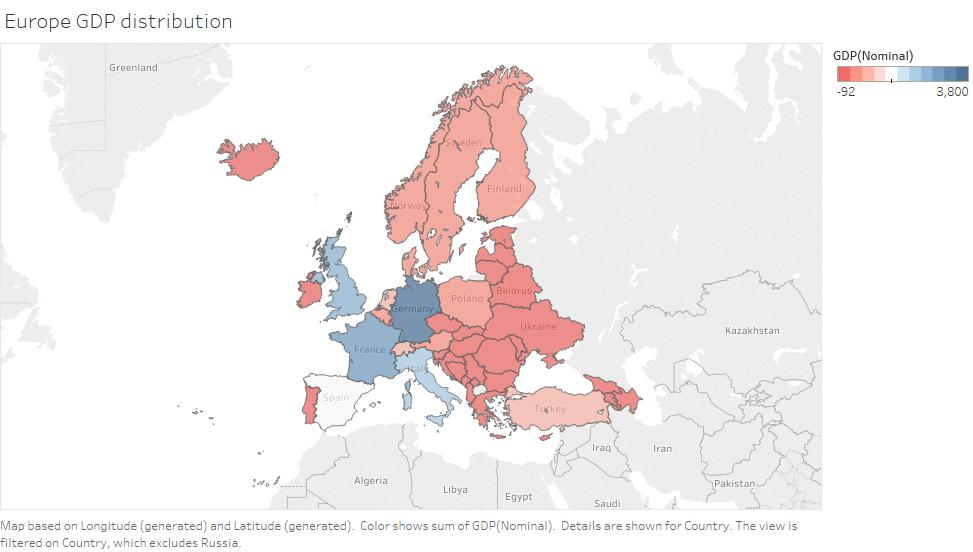 Europe GDP distribution
GDP(Nominal)
-92
3,800
Greenland
Sweden
Finland
Norway
Belarus
Poland
Germany
Ukraine
Kazakhstan
France
Italy
Spain
Turkey
Iraq
Iran
Algeria
Libya
Egypt
Pakistan
Saudi
Map based on Longitude (generated) and Latitude (generated). Color shows sum of GDP(Nominal). Details are shown for Country. The view is
filtered on Country, which excludes Russia.